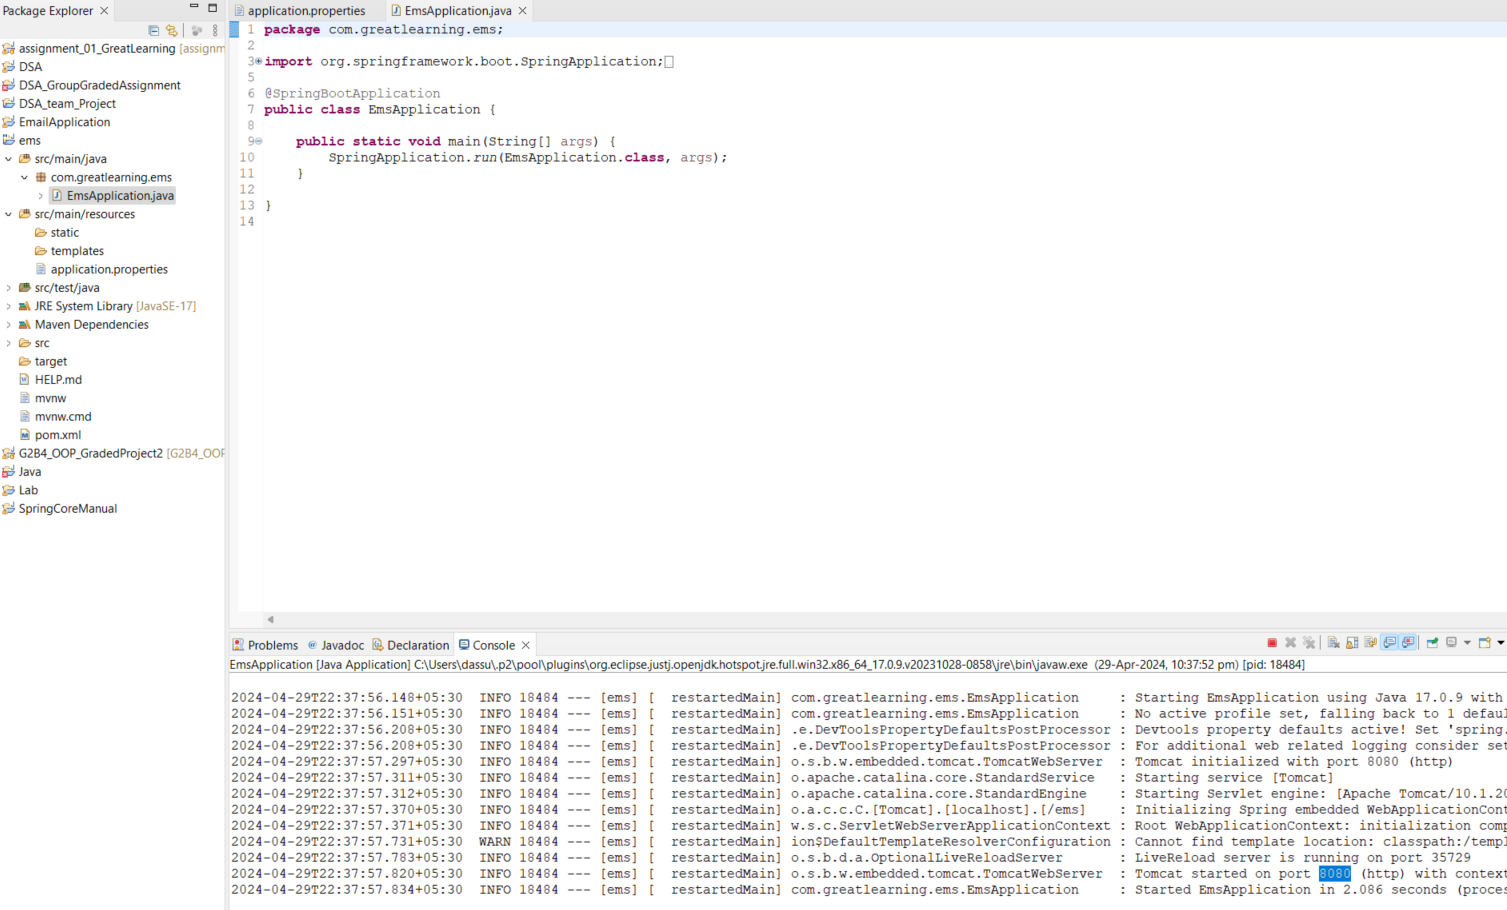 Package Explorer
assignment_01_GreatLearning [assignm
DSA
DSA_GroupGradedAssignment
DSA_team_Project
EmailApplication
ems
src/main/java
com.greatlearning.ems
EmsApplication.java
src/main/resources
static
templates
application.properties
src/test/java
JRE System Library [JavaSE-17]
Maven Dependencies
src
target
HELP.md
mvnw
mvnw.cmd
pom.xml
G2B4_OOP_GradedProject2 [G2B4_OOP
Java
Lab
SpringCoreManual
application.properties
EmsApplication.java
1 package com.greatlearning.ems;
2
3 import org.springframework.boot.SpringApplication;
5
6 @SpringBootApplication
7 public class EmsApplication {
8
9 public static void main(String[] args) {
10 SpringApplication.run(EmsApplication.class, args);
11 }
12
13 }
14
Problems @ Javadoc Declaration Console
EmsApplication [Java Application] C:\Users\dassu\.p2\pool\plugins\org.eclipse.justj.openjdk.hotspot.jre.full.win32.x86_64_17.0.9.v20231028-0858\jre\bin\javaw.exe (29-Apr-2024, 10:37:52 pm) [pid: 18484]
2024-04-29T22:37:56.148+05:30 INFO 18484 --- [ems] [ restartedMain] com.greatlearning.ems.EmsApplication : Starting EmsApplication using Java 17.0.9 with
2024-04-29T22:37:56.151+05:30 INFO 18484 --- [ems] [ restartedMain] com.greatlearning.ems.EmsApplication : No active profile set, falling back to 1 defau
2024-04-29T22:37:56.208+05:30 INFO 18484 --- [ems] [ restartedMain] .e.DevToolsPropertyDefaultsPostProcessor : Devtools property defaults active! Set 'spring.
2024-04-29T22:37:56.208+05:30 INFO 18484 --- [ems] [ restartedMain] .e.DevToolsPropertyDefaultsPostProcessor : For additional web related logging consider set
2024-04-29T22:37:57.297+05:30 INFO 18484 --- [ems] [ restartedMain] o.s.b.w.embedded.tomcat.TomcatWebServer : Tomcat initialized with port 8080 (http)
2024-04-29T22:37:57.311+05:30 INFO 18484 --- [ems] [ restartedMain] o.apache.catalina.core.StandardService : Starting service [Tomcat]
2024-04-29T22:37:57.312+05:30 INFO 18484 --- [ems] [ restartedMain] o.apache.catalina.core.StandardEngine : Starting Servlet engine: [Apache Tomcat/10.1.20
2024-04-29T22:37:57.370+05:30 INFO 18484 --- [ems] [ restartedMain] o.a.c.c.C.[Tomcat].[localhost].[/ems] : Initializing Spring embedded WebApplicationCont
2024-04-29T22:37:57.371+05:30 INFO 18484 --- [ems] [ restartedMain] w.s.c.ServletWebServerApplicationContext : Root WebApplicationContext: initialization comp
2024-04-29T22:37:57.731+05:30 WARN 18484 --- [ems] [ restartedMain] ion$DefaultTemplateResolverConfiguration : Cannot find template location: classpath:/templ
2024-04-29T22:37:57.783+05:30 INFO 18484 --- [ems] [ restartedMain] o.s.b.d.a.OptionalLiveReloadServer : LiveReload server is running on port 35729
2024-04-29T22:37:57.820+05:30 INFO 18484 --- [ems] [ restartedMain] o.s.b.w.embedded.tomcat.TomcatWebServer : Tomcat started on port 8080 (http) with context
2024-04-29T22:37:57.834+05:30 INFO 18484 --- [ems] [ restartedMain] com.greatlearning.ems.EmsApplication : Started EmsApplication in 2.086 seconds (proces